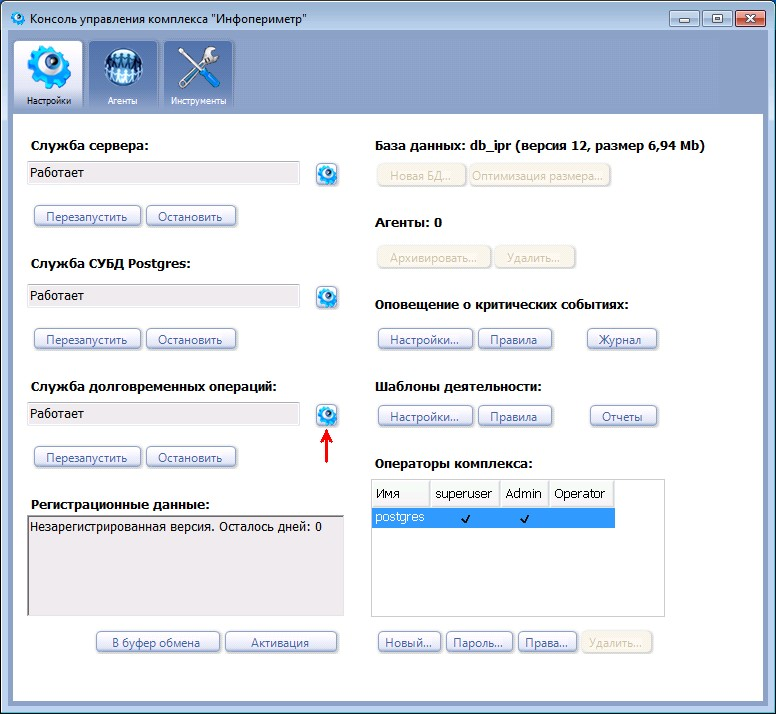 Консоль управления комплекса "Инфопериметр"
Настройки
Агенты
Инструменты
Служба сервера:
Работает
Перезапустить
Остановить
Служба СУБД Postgres:
Работает
Перезапустить
Остановить
Служба долговременных операций:
Работает
Перезапустить
Остановить
Регистрационные данные:
Незарегистрированная версия. Осталось дней: 0
В буфер обмена
Активация
База данных: db_ipr (версия 12, размер 6,94 Mb)
Новая БД...
Оптимизация размера...
Агенты: 0
Архивировать...
Удалить...
Оповещение о критических событиях:
Настройки...
Правила
Журнал
Шаблоны деятельности:
Настройки...
Правила
Отчеты
Операторы комплекса:
Имя superuser Admin Operator
postgres
Новый...
Пароль...
Права...
Удалить...